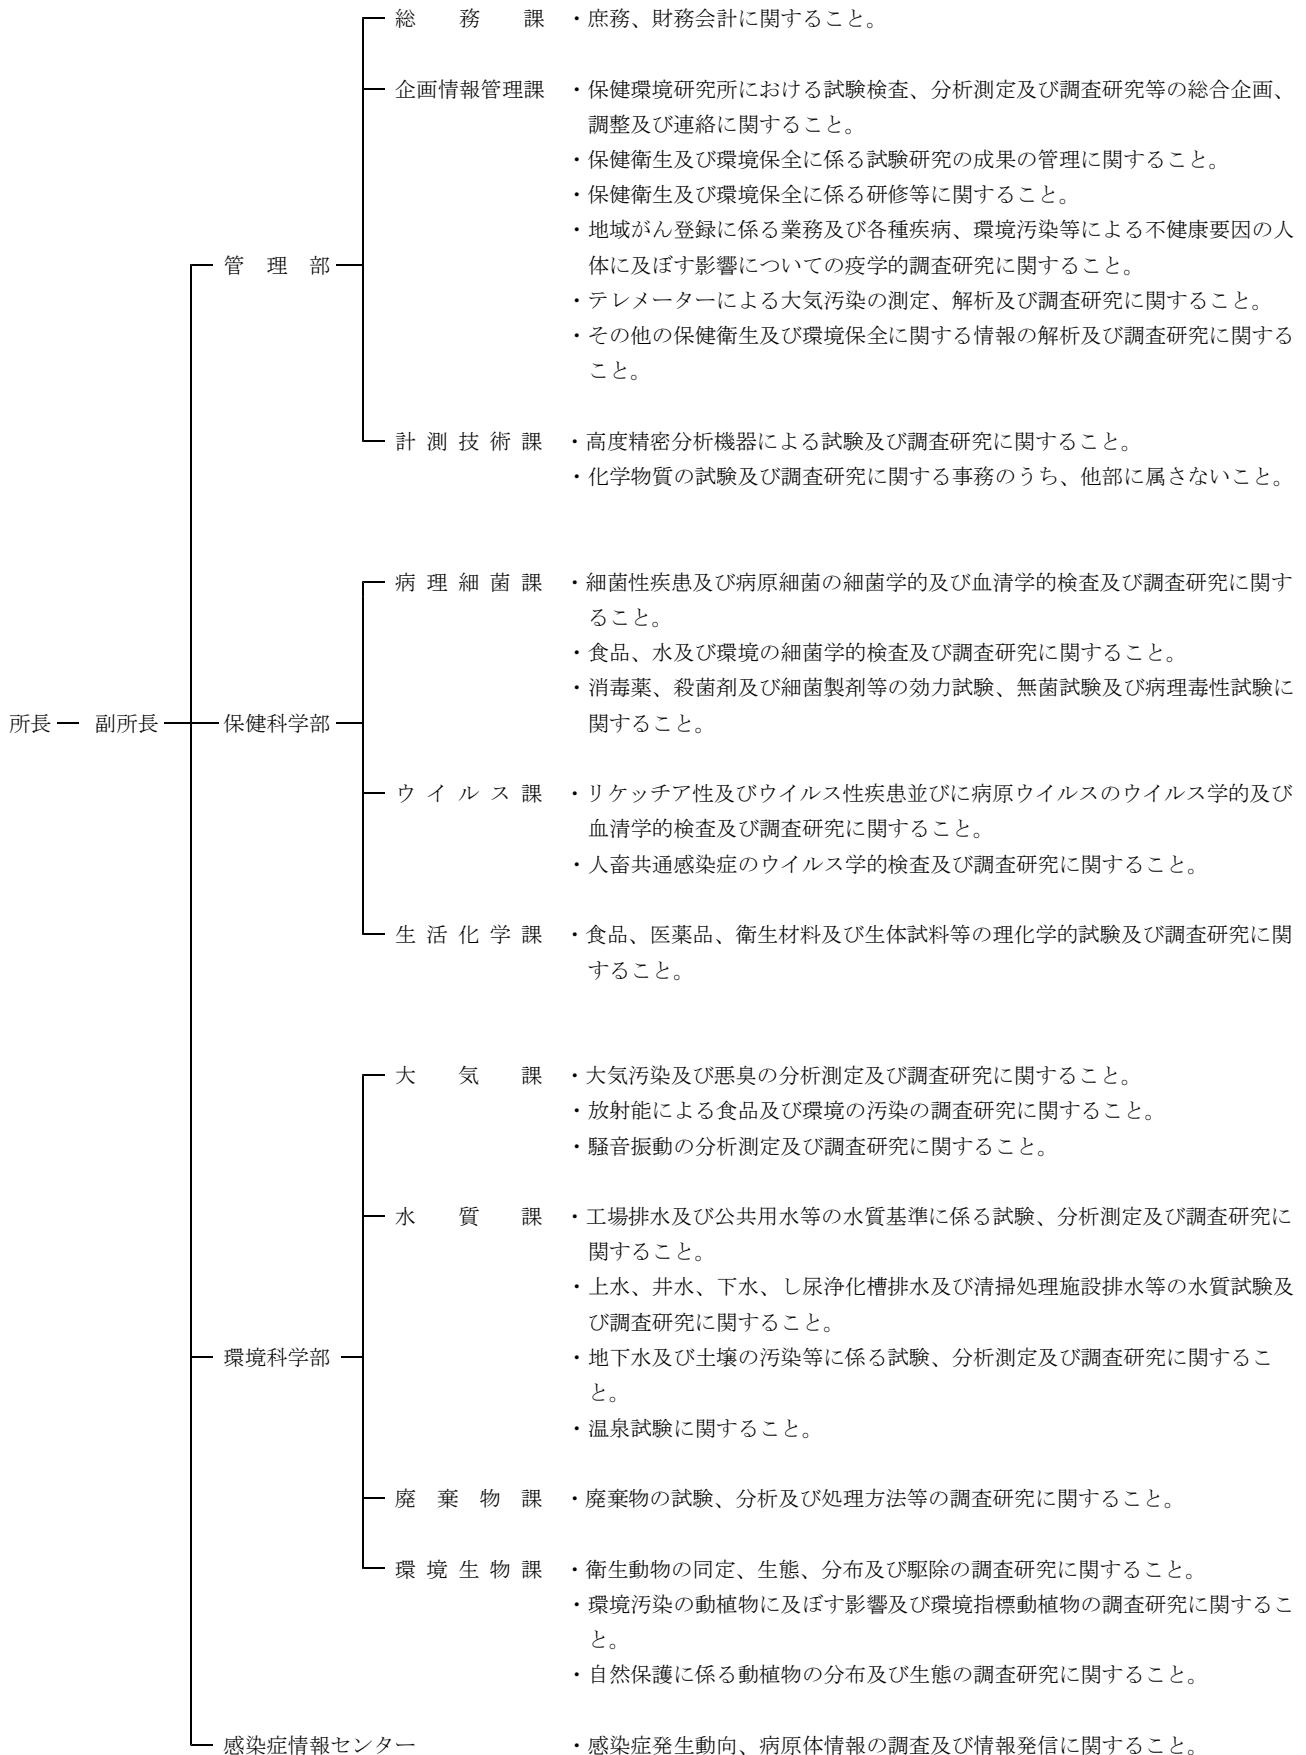 総務課 ・庶務、財務会計に関すること。
企画情報管理課 ・保健環境研究所における試験検査、分析測定及び調査研究等の総合企画、
調整及び連絡に関すること。
・保健衛生及び環境保全に係る試験研究の成果の管理に関すること。
・保健衛生及び環境保全に係る研修等に関すること。
・地域がん登録に係る業務及び各種疾病、環境汚染等による不健康要因の人
管理部 体に及ぼす影響についての疫学的調査研究に関すること。
・テレメーターによる大気汚染の測定、解析及び調査研究に関すること。
・その他の保健衛生及び環境保全に関する情報の解析及び調査研究に関する
こと。
計測技術課 ・高度精密分析機器による試験及び調査研究に関すること。
・化学物質の試験及び調査研究に関する事務のうち、他部に属さないこと。
病理細菌課 ・細菌性疾患及び病原細菌の細菌学的及び血清学的検査及び調査研究に関す
ること。
・食品、水及び環境の細菌学的検査及び調査研究に関すること。
・消毒薬、殺菌剤及び細菌製剤等の効力試験、無菌試験及び病理毒性試験に
所長 副所長 保健科学部 関すること。
ウイルス課 ・リケッチア性及びウイルス性疾患並びに病原ウイルスのウイルス学的及び
血清学的検査及び調査研究に関すること。
・人畜共通感染症のウイルス学的検査及び調査研究に関すること。
生活化学課 ・食品、医薬品、衛生材料及び生体試料等の理化学的試験及び調査研究に関
すること。
大気課 ・大気汚染及び悪臭の分析測定及び調査研究に関すること。
・放射能による食品及び環境の汚染の調査研究に関すること。
・騒音振動の分析測定及び調査研究に関すること。
水質課 ・工場排水及び公共用水等の水質基準に係る試験、分析測定及び調査研究に
関すること。
・上水、井水、下水、し尿浄化槽排水及び清掃処理施設排水等の水質試験及
び調査研究に関すること。
環境科学部 ・地下水及び土壌の汚染等に係る試験、分析測定及び調査研究に関するこ
と。
・温泉試験に関すること。
廃棄物課 ・廃棄物の試験、分析及び処理方法等の調査研究に関すること。
環境生物課 ・衛生動物の同定、生態、分布及び駆除の調査研究に関すること。
・環境汚染の動植物に及ぼす影響及び環境指標動植物の調査研究に関するこ
と。
・自然保護に係る動植物の分布及び生態の調査研究に関すること。
感染症情報センター ・感染症発生動向、病原体情報の調査及び情報発信に関すること。